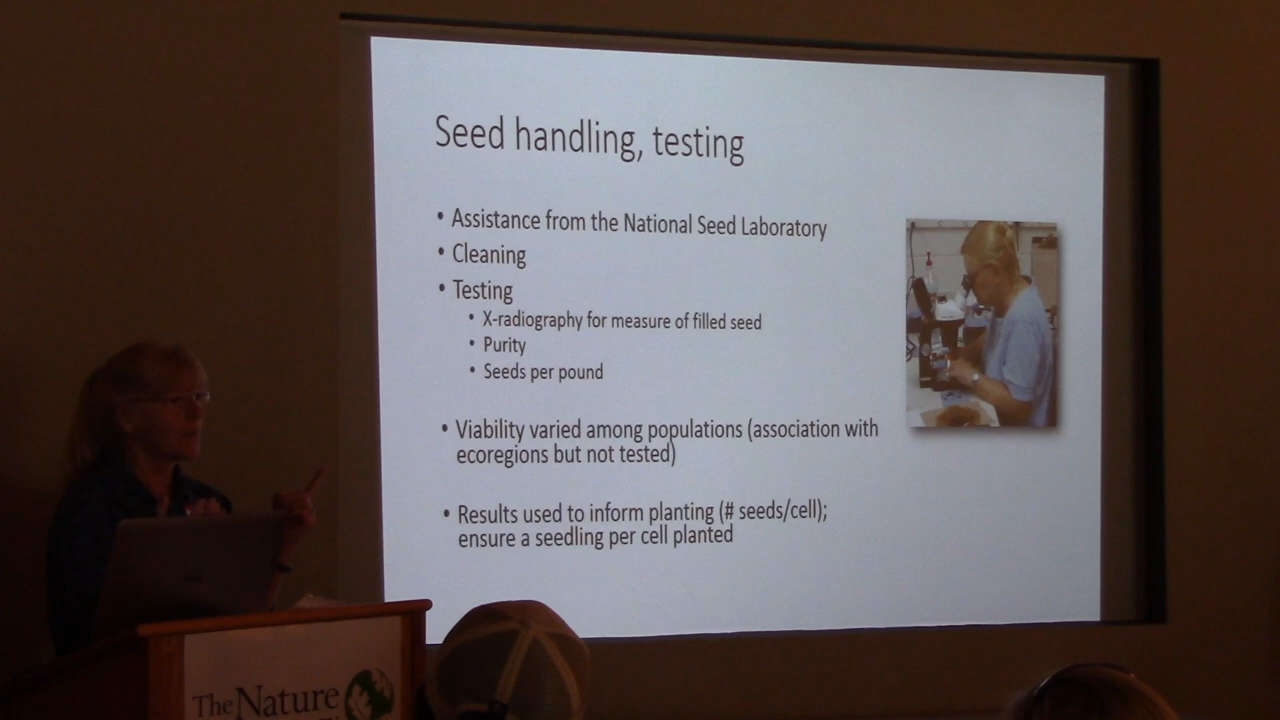 Seed handling, testing
• Assistance from the National Seed Laboratory
• Cleaning
• Testing
• X-radiography for measure of filled seed
• Purity
• Seeds per pound
• Viability varied among populations (association with
ecoregions but not tested)
• Results used to inform planting (# seeds/cell);
ensure a seedling per cell planted
The Nature